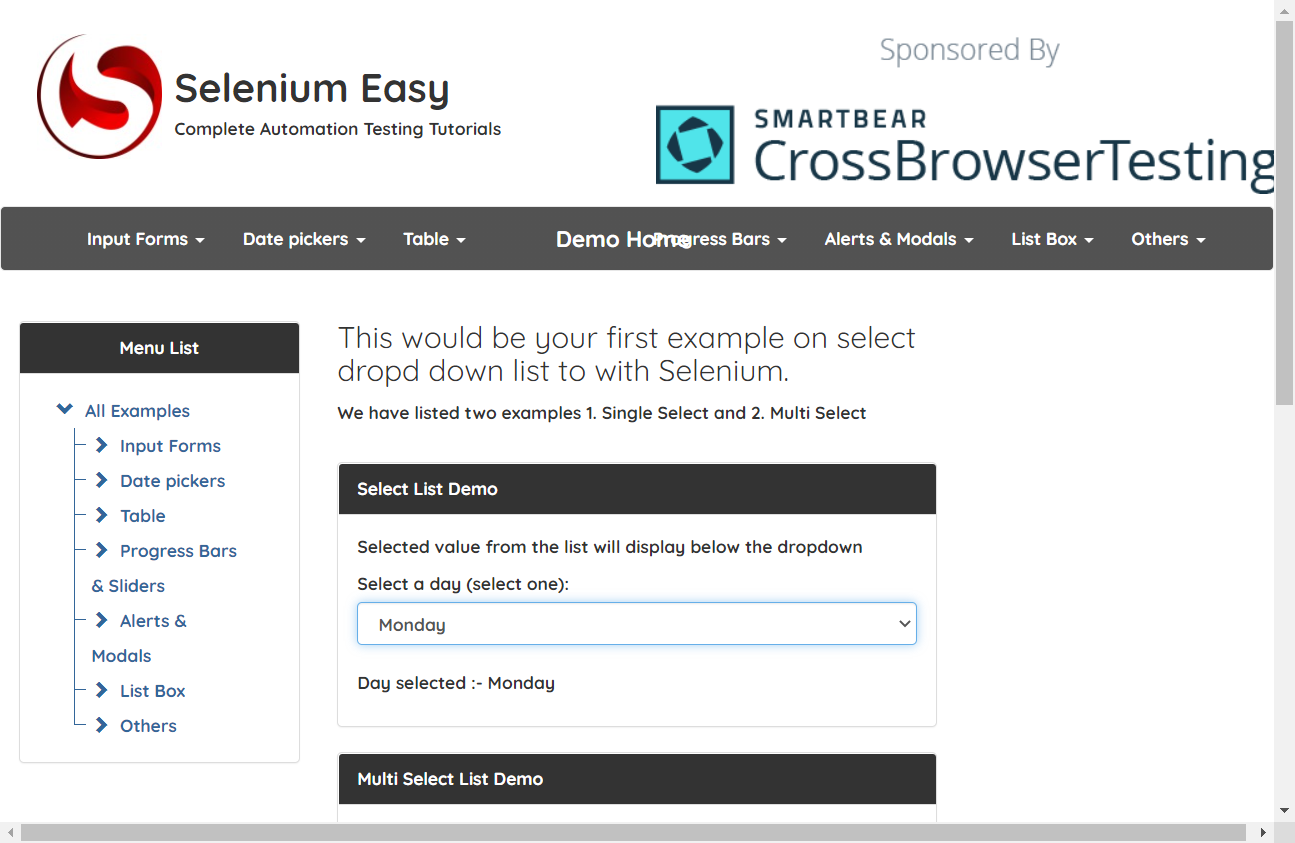 Sponsored By
Selenium Easy
Complete Automation Testing Tutorials
SMARTBEAR
CrossBrowserTesting
Input Forms
Date pickers
Table
Demo Home
Progress Bars
Alerts & Modals
List Box
Others
Menu List
All Examples
Input Forms
Date pickers
Table
Progress Bars
& Sliders
Alerts &
Modals
List Box
Others
This would be your first example on select
dropd down list to with Selenium.
We have listed two examples 1. Single Select and 2. Multi Select
Select List Demo
Selected value from the list will display below the dropdown
Select a day (select one):
Monday
Day selected :- Monday
Multi Select List Demo